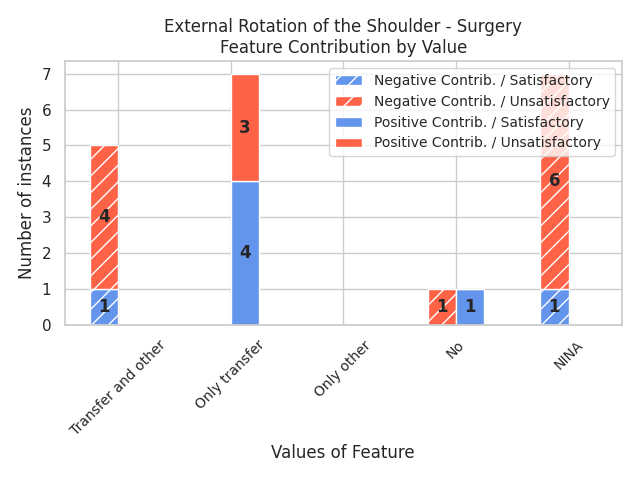 External Rotation of the Shoulder - Surgery
Feature Contribution by Value
Number of instances
7
6
5
4
3
2
1
0
Negative Contrib. / Satisfactory
Negative Contrib. / Unsatisfactory
Positive Contrib. / Satisfactory
Positive Contrib. / Unsatisfactory
4
1
3
4
1
1
6
1
Transfer and other
Only transfer
Only other
No
NINA
Values of Feature